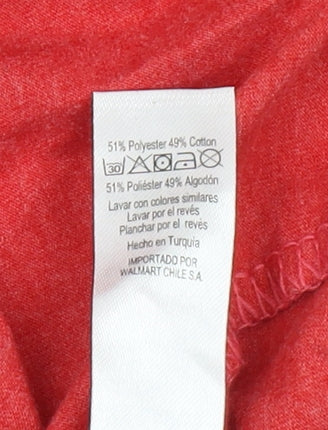 51% Polyester 49% Cotton
30
51% Poliéster 49% Algodón
Lavar con colores similares
Lavar por el revés
Planchar por el revés
Hecho en Turquía
IMPORTADO POR
WALMART CHILE S.A.